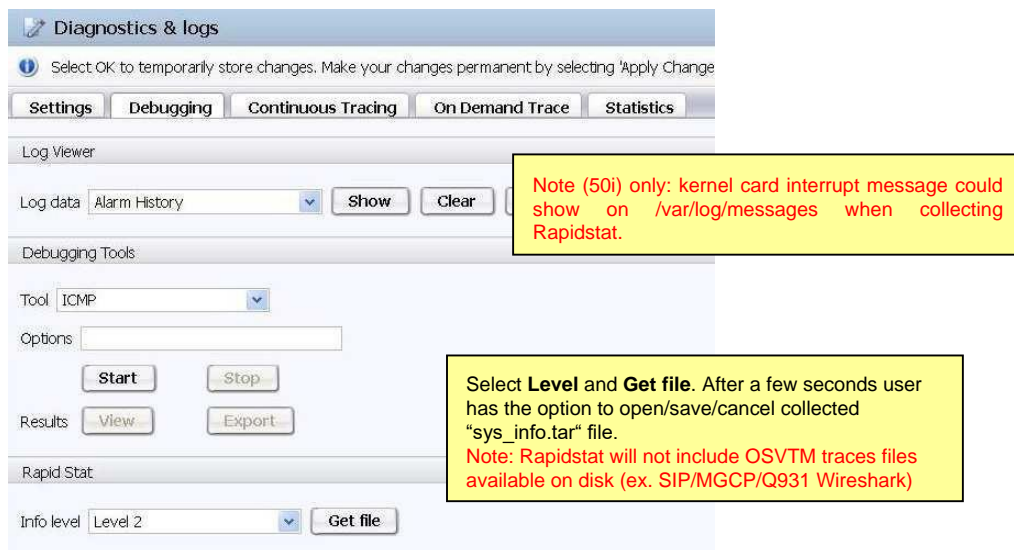 Diagnostics & logs
Select OK to temporarily store changes. Make your changes permanent by selecting 'Apply Change
Settings Debugging Continuous Tracing On Demand Trace Statistics
Log Viewer
Log data Alarm History Show Clear
Note (50i) only: kernel card interrupt message could
show on /var/log/messages when collecting
Rapidstat.
Debugging Tools
Tool ICMP
Options
Start Stop
Results View Export
Select Level and Get file. After a few seconds user
has the option to open/save/cancel collected
“sys_info.tar“ file.
Note: Rapidstat will not include OSVTM traces files
available on disk (ex. SIP/MGCP/Q931 Wireshark)
Rapid Stat
Info level Level 2 Get file